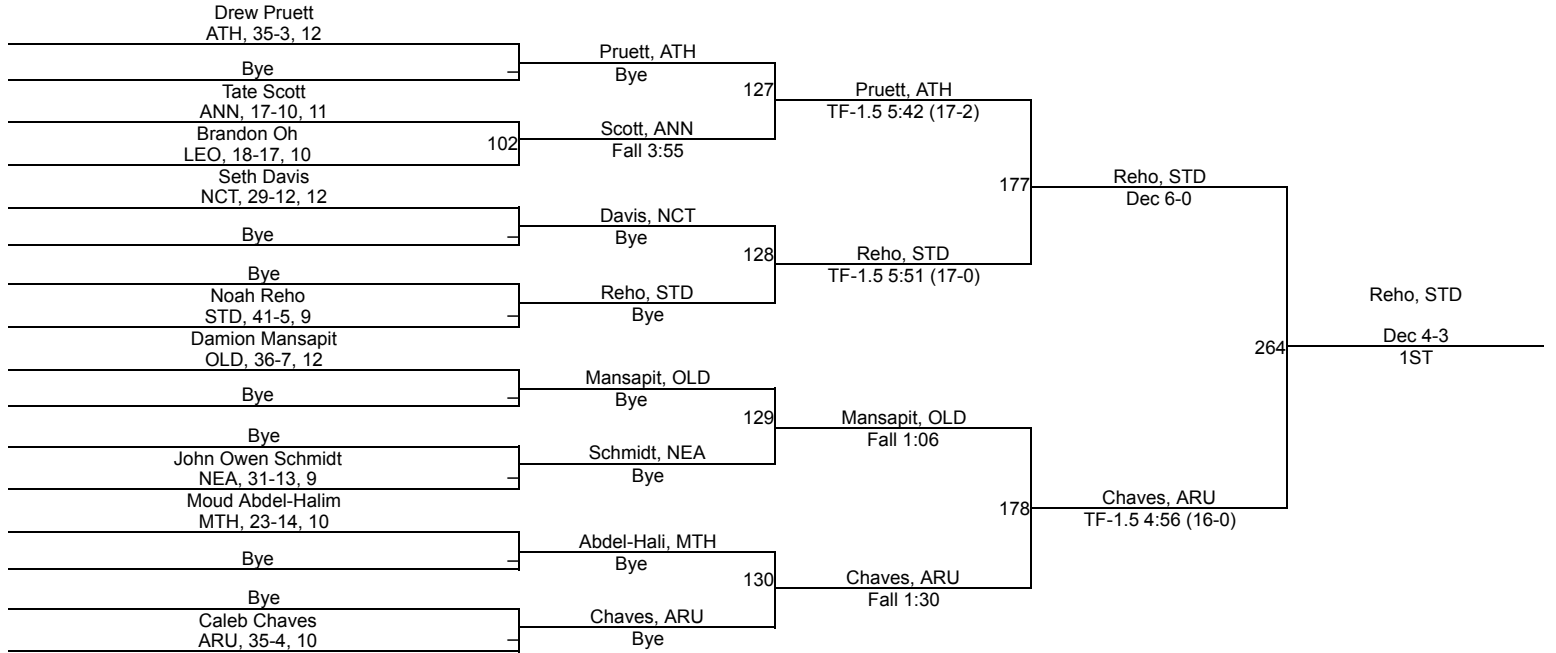 Drew Pruett
ATH, 35-3, 12
Bye
Tate Scott
ANN, 17-10, 11
Brandon Oh
LEO, 18-17, 10
102
Seth Davis
NCT, 29-12, 12
Bye
Bye
Noah Reho
STD, 41-5, 9
Damion Mansapit
OLD, 36-7, 12
Bye
Bye
John Owen Schmidt
NEA, 31-13, 9
Moud Abdel-Halim
MTH, 23-14, 10
Bye
Bye
Caleb Chaves
ARU, 35-4, 10
Pruett, ATH
Bye
127
Scott, ANN
Fall 3:55
Davis, NCT
Bye
128
Reho, STD
Bye
Mansapit, OLD
Bye
129
Schmidt, NEA
Bye
Abdel-Hali, MTH
Bye
130
Chaves, ARU
Bye
Pruett, ATH
TF-1.5 5:42 (17-2)
177
Reho, STD
TF-1.5 5:51 (17-0)
Mansapit, OLD
Fall 1:06
178
Chaves, ARU
Fall 1:30
Reho, STD
Dec 6-0
264
Chaves, ARU
TF-1.5 4:56 (16-0)
Reho, STD
Dec 4-3
1ST